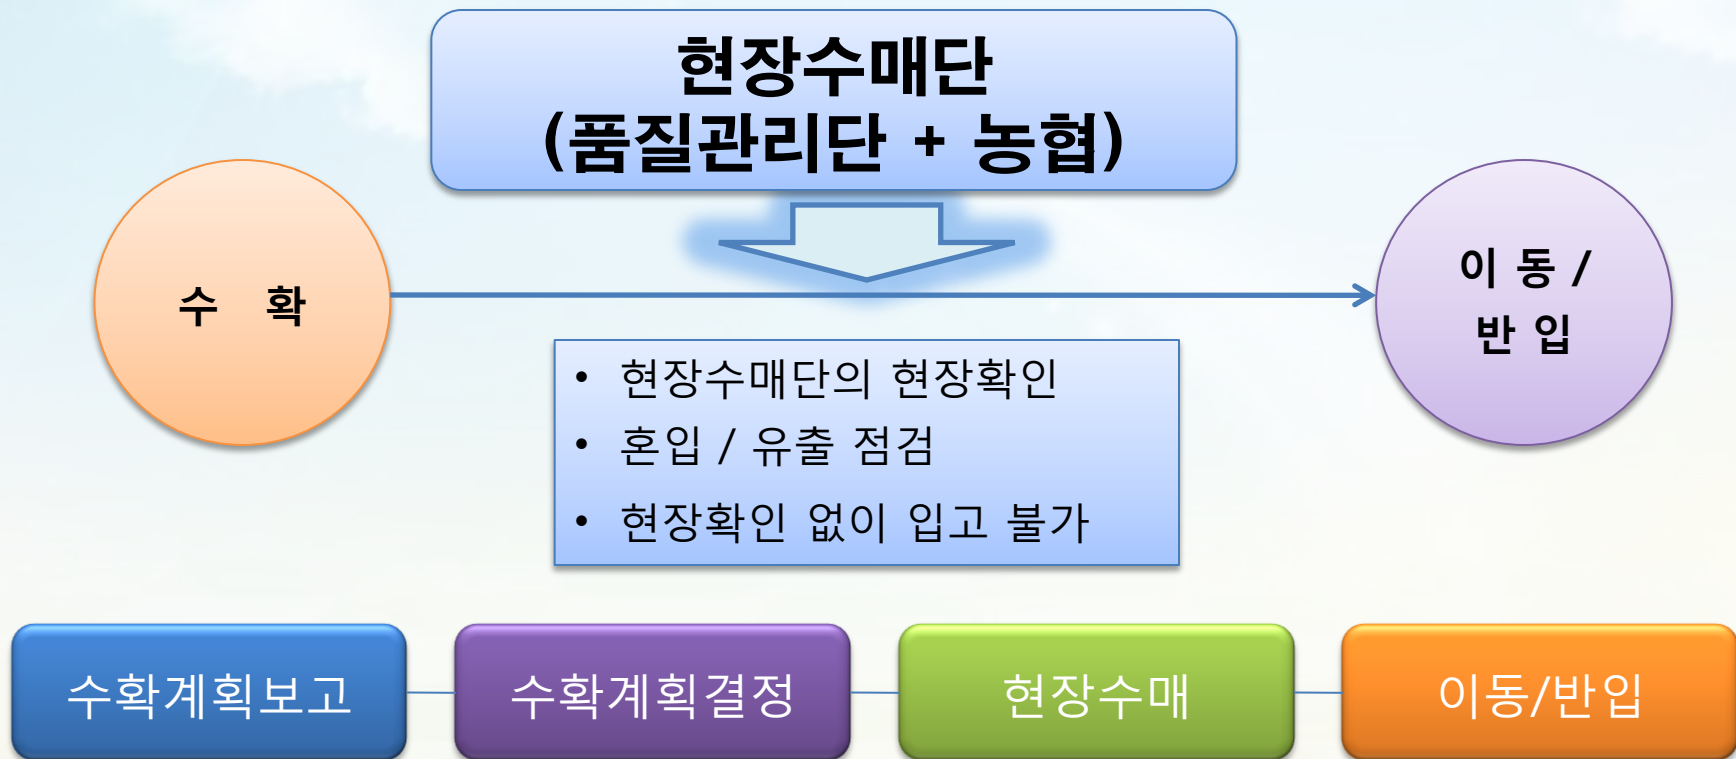 현장수매단
(품질관리단 + 농협)
수 확
이 동 /
반 입
• 현장수매단의 현장확인
• 혼입 / 유출 점검
• 현장확인 없이 입고 불가
수확계획보고
수확계획결정
현장수매
이동/반입